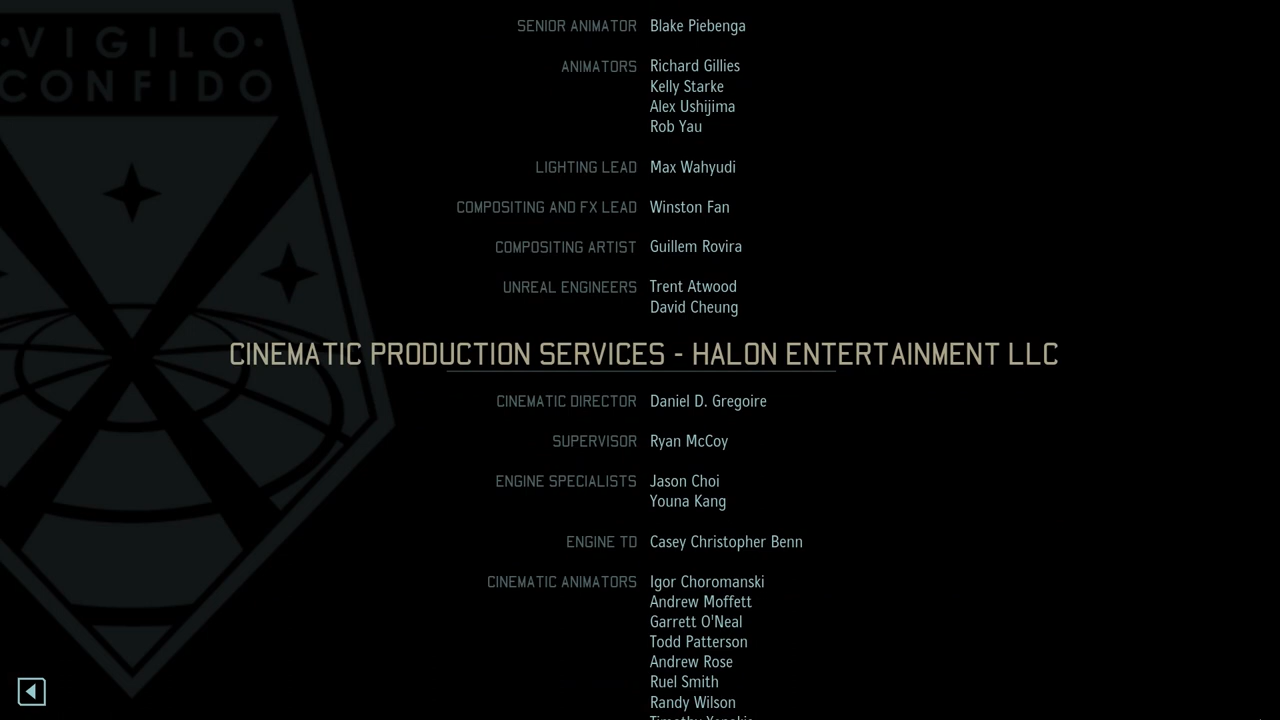 ·VIGILO·
CONFIDO
SENIOR ANIMATOR Blake Piebenga
ANIMATORS Richard Gillies
Kelly Starke
Alex Ushijima
Rob Yau
LIGHTING LEAD Max Wahyudi
COMPOSITING AND FX LEAD Winston Fan
COMPOSITING ARTIST Guillem Rovira
UNREAL ENGINEERS Trent Atwood
David Cheung
CINEMATIC PRODUCTION SERVICES - HALON ENTERTAINMENT LLC
CINEMATIC DIRECTOR Daniel D. Gregoire
SUPERVISOR Ryan McCoy
ENGINE SPECIALISTS Jason Choi
Youna Kang
ENGINE TD Casey Christopher Benn
CINEMATIC ANIMATORS Igor Choromanski
Andrew Moffett
Garrett O'Neal
Todd Patterson
Andrew Rose
Ruel Smith
Randy Wilson